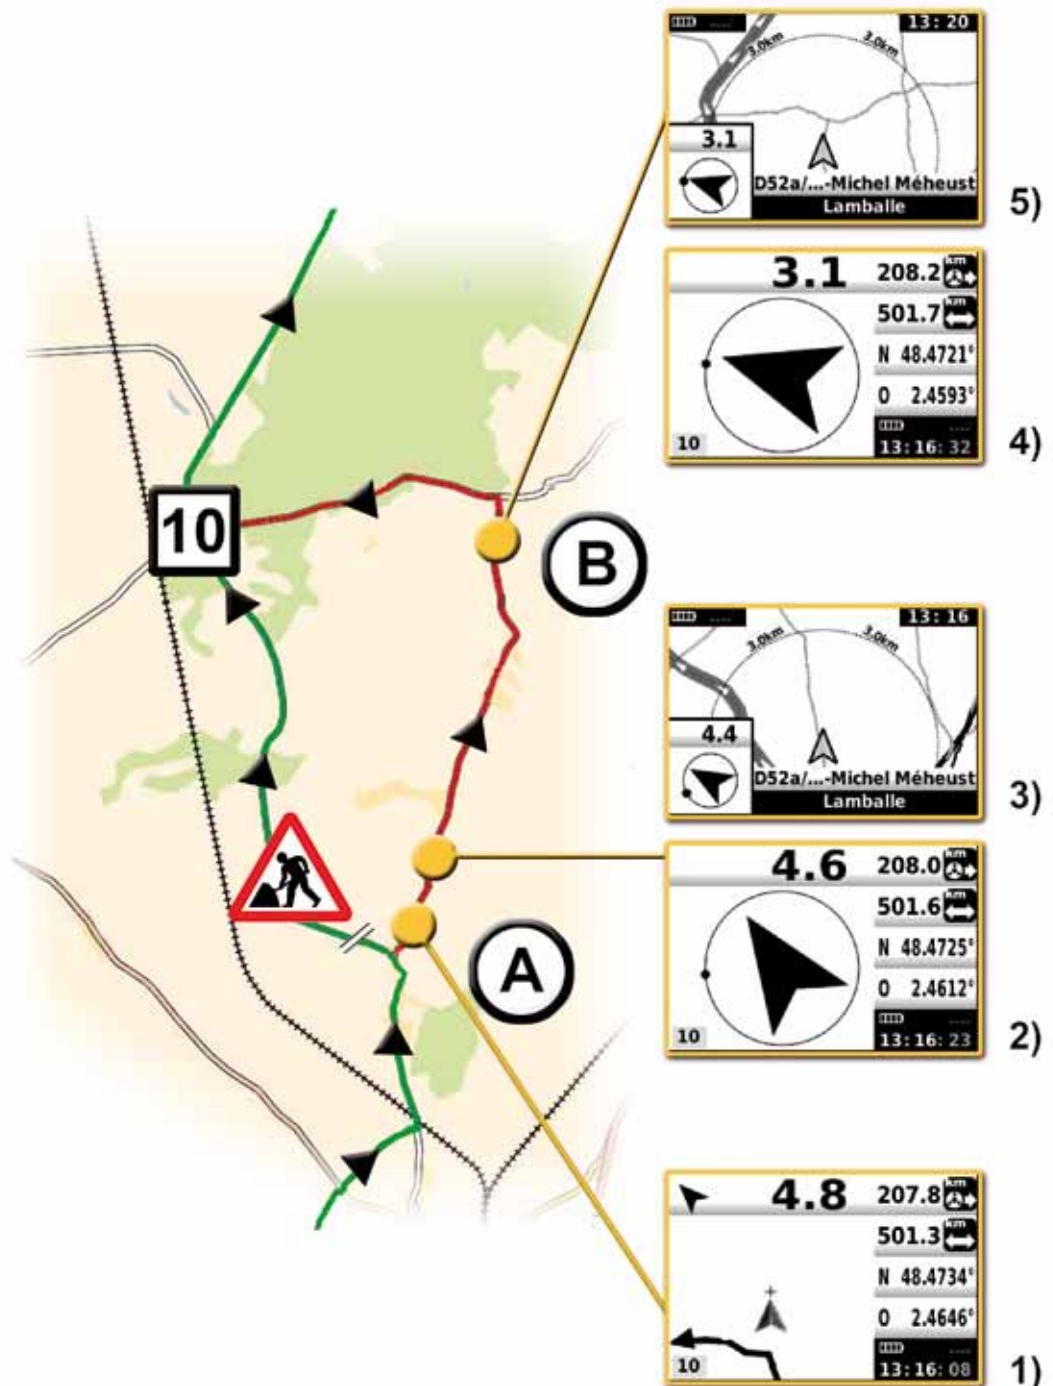 13:20
3.0km 3.0km
3.1
D52a/...-Michel Méheust
Lamballe
5)
3.1
208.2 km
501.7 km
N 48.4721°
O 2.4593°
10
13:16:32
4)
10
B
13:16
3.0km 3.0km
4.4
D52a/...-Michel Méheust
Lamballe
3)
4.6
208.0 km
501.6 km
N 48.4725°
O 2.4612°
10
13:16:23
2)
A
4.8
207.8 km
501.3 km
N 48.4734°
O 2.4646°
10
13:16:08
1)